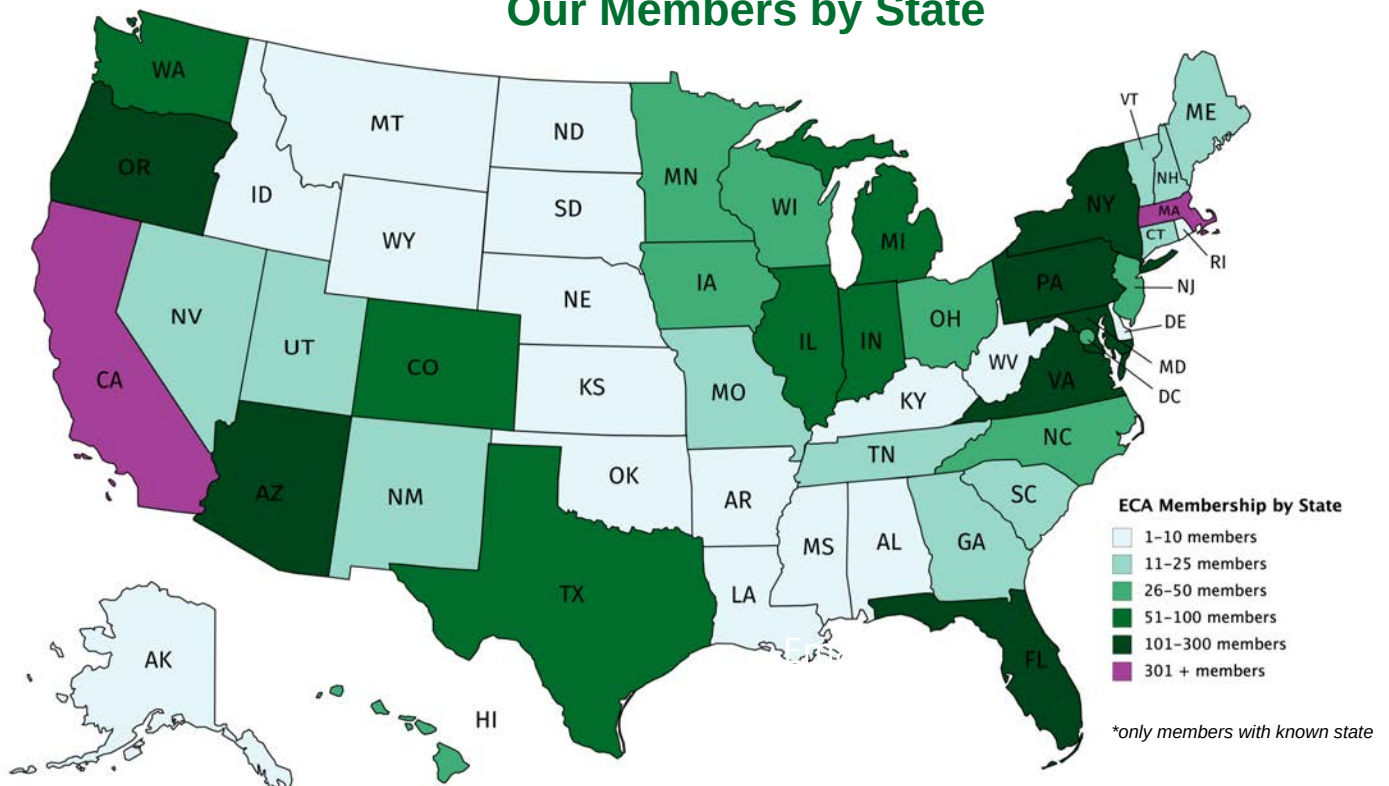 Our Members by State
WA
MT
ND
MN
VT
ME
OR
ID
SD
WI
NH
WY
MI
NY
MA
CT
RI
NV
NE
IA
PA
NJ
UT
CO
IL
IN
OH
DE
CA
KS
MO
WV
VA
MD
DC
KY
NC
AZ
NM
OK
TN
AR
SC
MS
AL
GA
TX
LA
FL
AK
HI
ECA Membership by State
1–10 members
11–25 members
26–50 members
51–100 members
101–300 members
301 + members
*only members with known state